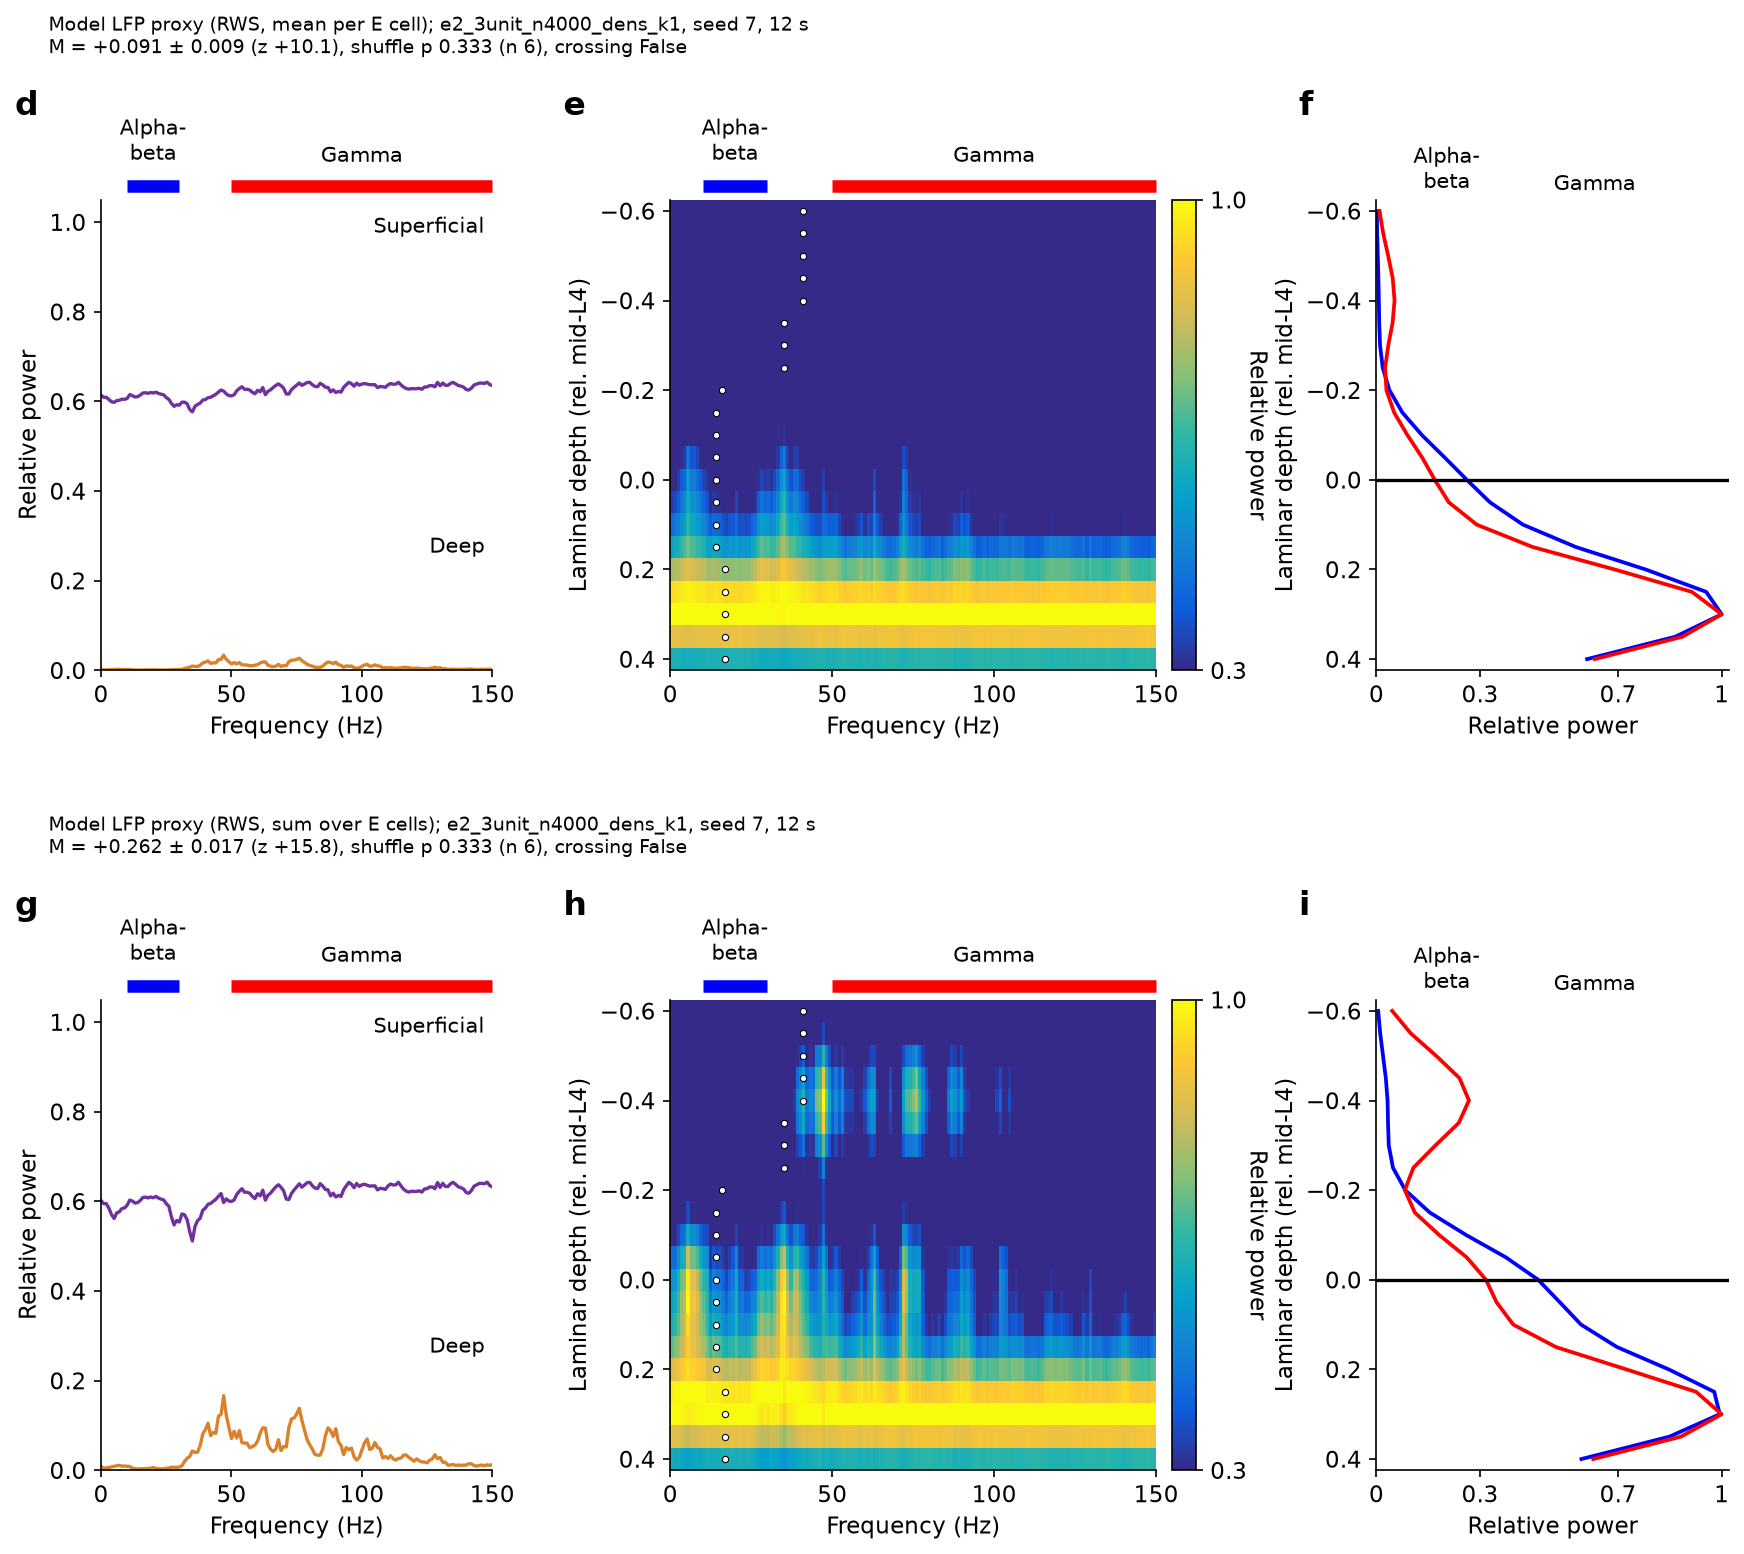 Model LFP proxy (RWS, mean per E cell); e2_3unit_n4000_dens_k1, seed 7, 12 s
M = +0.091 ± 0.009 (z +10.1), shuffle p 0.333 (n 6), crossing False
d
Alpha-
beta
Gamma
Superficial
Deep
Relative power
1.0
0.8
0.6
0.4
0.2
0.0
0
50
100
150
Frequency (Hz)
e
Alpha-
beta
Gamma
Laminar depth (rel. mid-L4)
−0.6
−0.4
−0.2
0.0
0.2
0.4
0
50
100
150
Frequency (Hz)
1.0
0.3
Relative power
f
Alpha-
beta
Gamma
Laminar depth (rel. mid-L4)
−0.6
−0.4
−0.2
0.0
0.2
0.4
0
0.3
0.7
1
Relative power
Model LFP proxy (RWS, sum over E cells); e2_3unit_n4000_dens_k1, seed 7, 12 s
M = +0.262 ± 0.017 (z +15.8), shuffle p 0.333 (n 6), crossing False
g
Alpha-
beta
Gamma
Superficial
Deep
Relative power
1.0
0.8
0.6
0.4
0.2
0.0
0
50
100
150
Frequency (Hz)
h
Alpha-
beta
Gamma
Laminar depth (rel. mid-L4)
−0.6
−0.4
−0.2
0.0
0.2
0.4
0
50
100
150
Frequency (Hz)
1.0
0.3
Relative power
i
Alpha-
beta
Gamma
Laminar depth (rel. mid-L4)
−0.6
−0.4
−0.2
0.0
0.2
0.4
0
0.3
0.7
1
Relative power